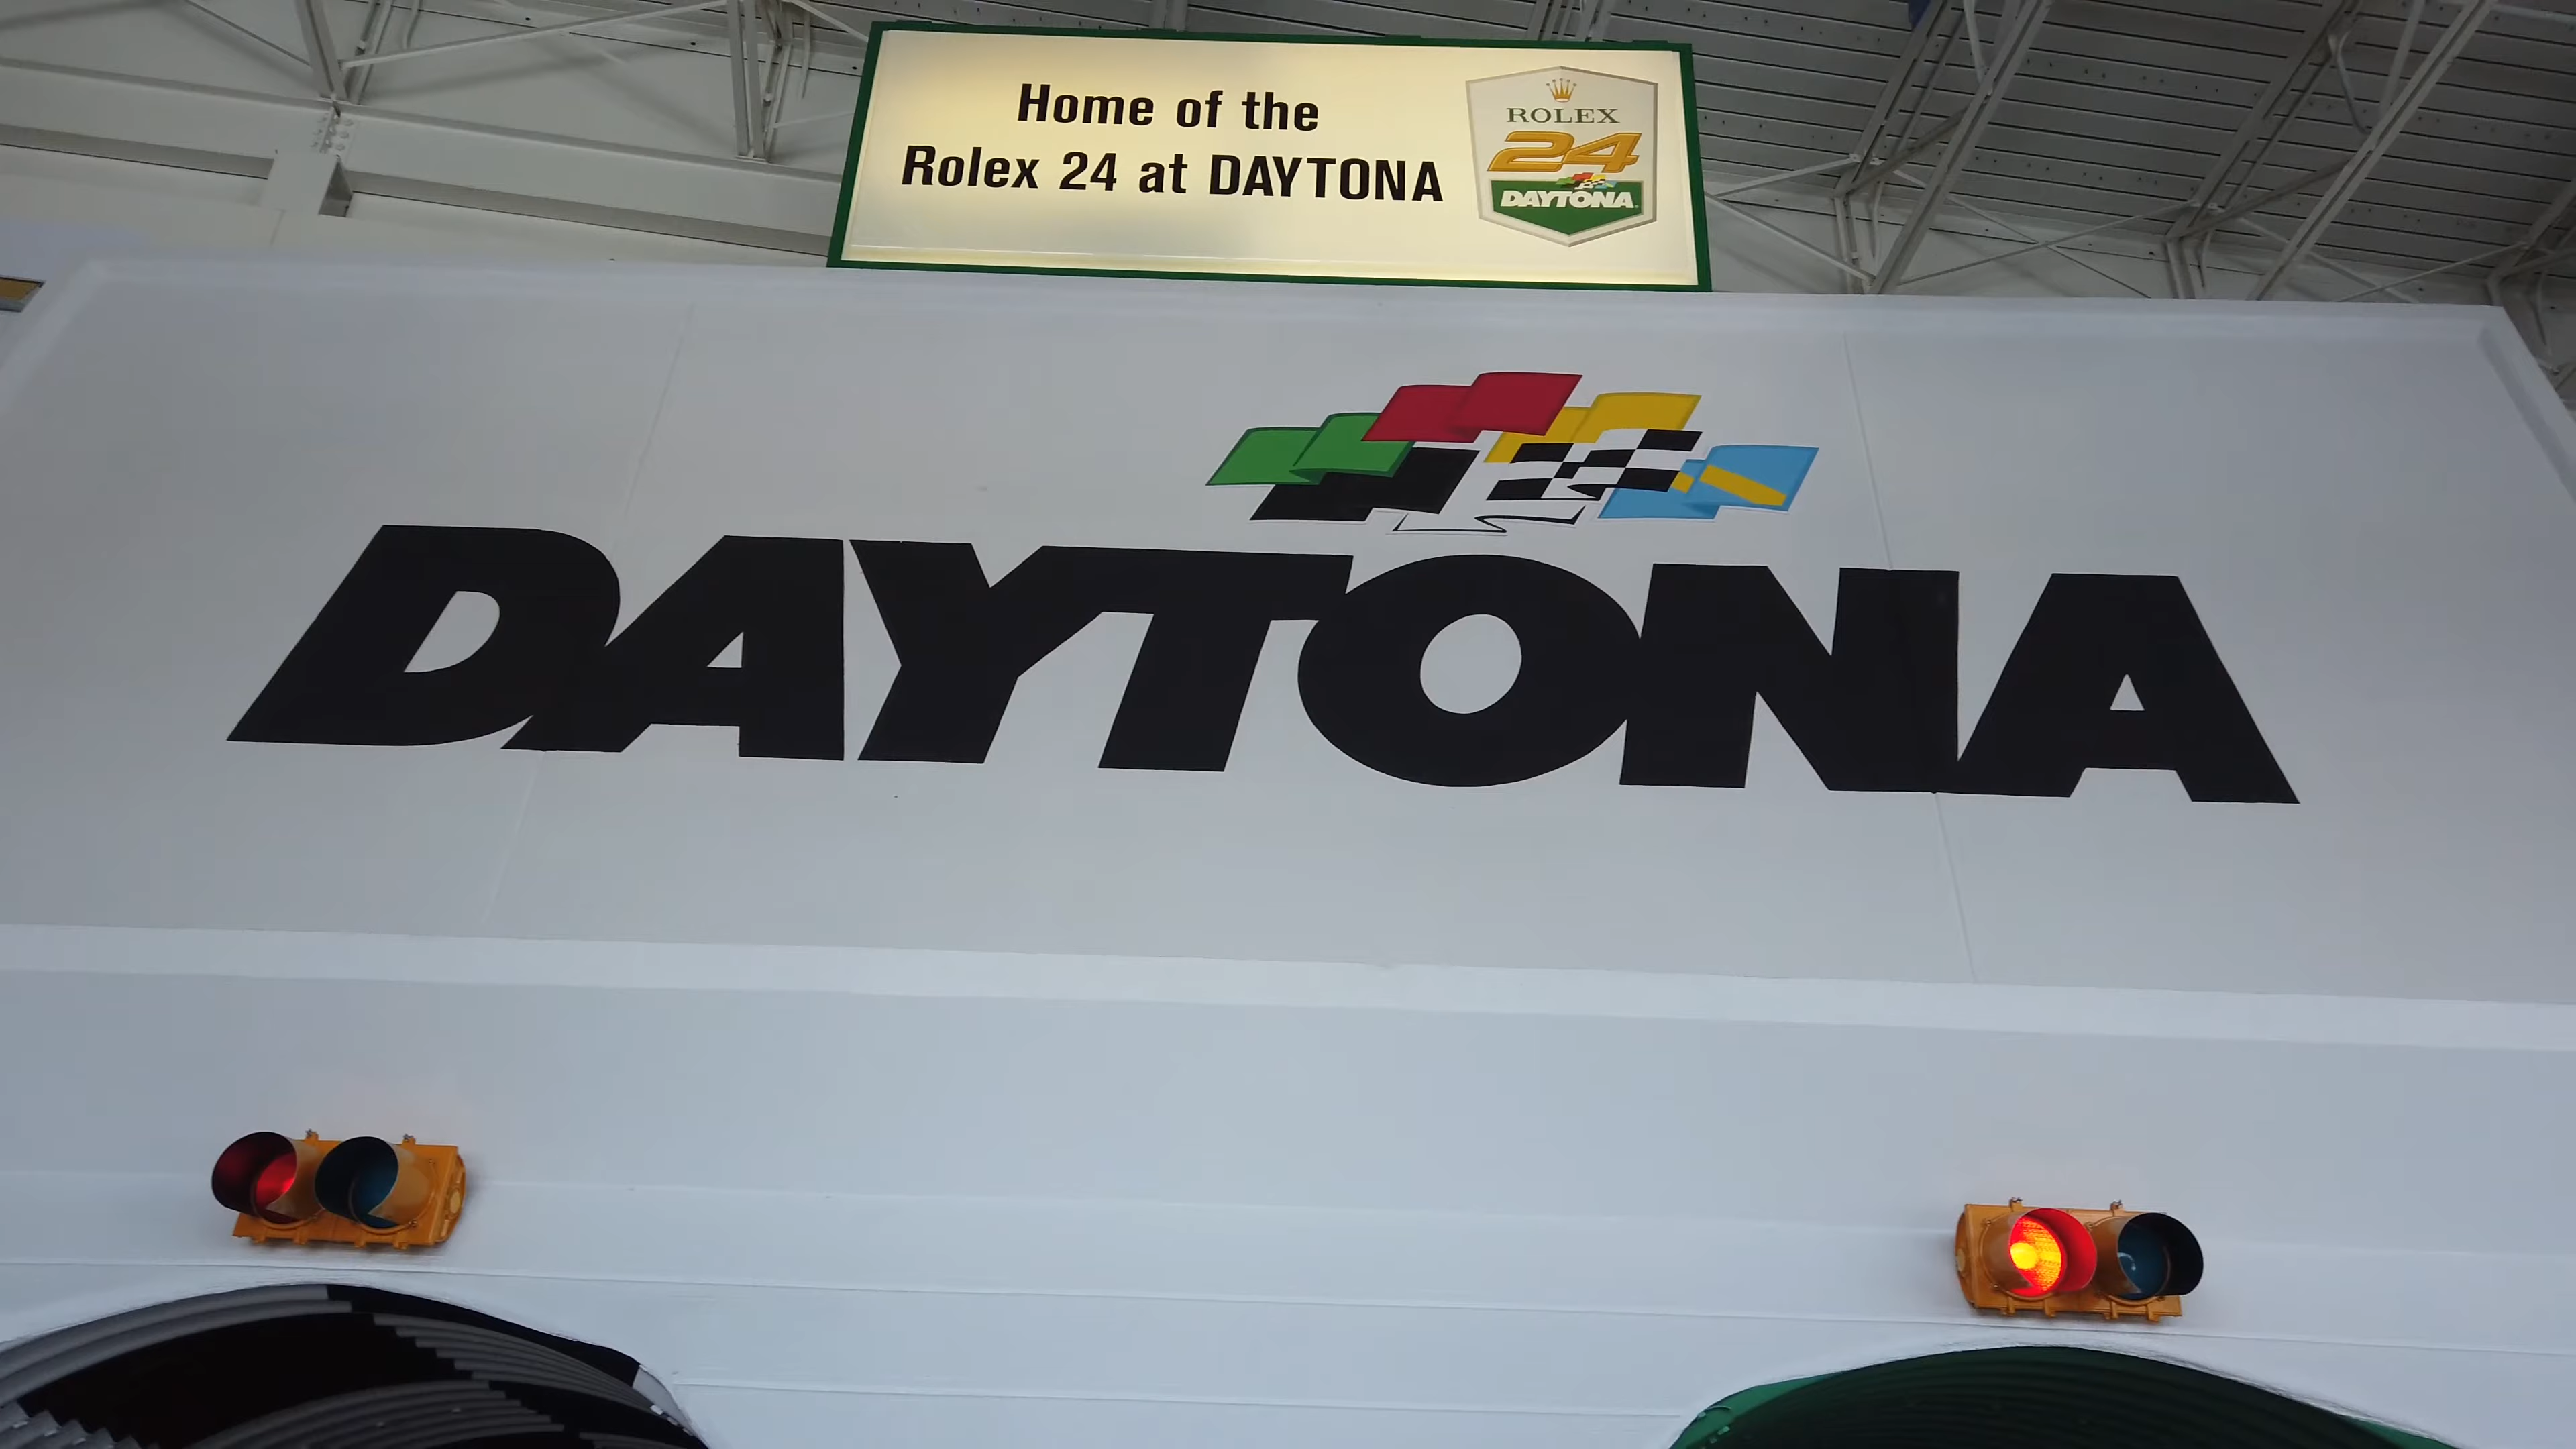 Home of the
Rolex 24 at DAYTONA
ROLEX
24
DAYTONA
DAYTONA